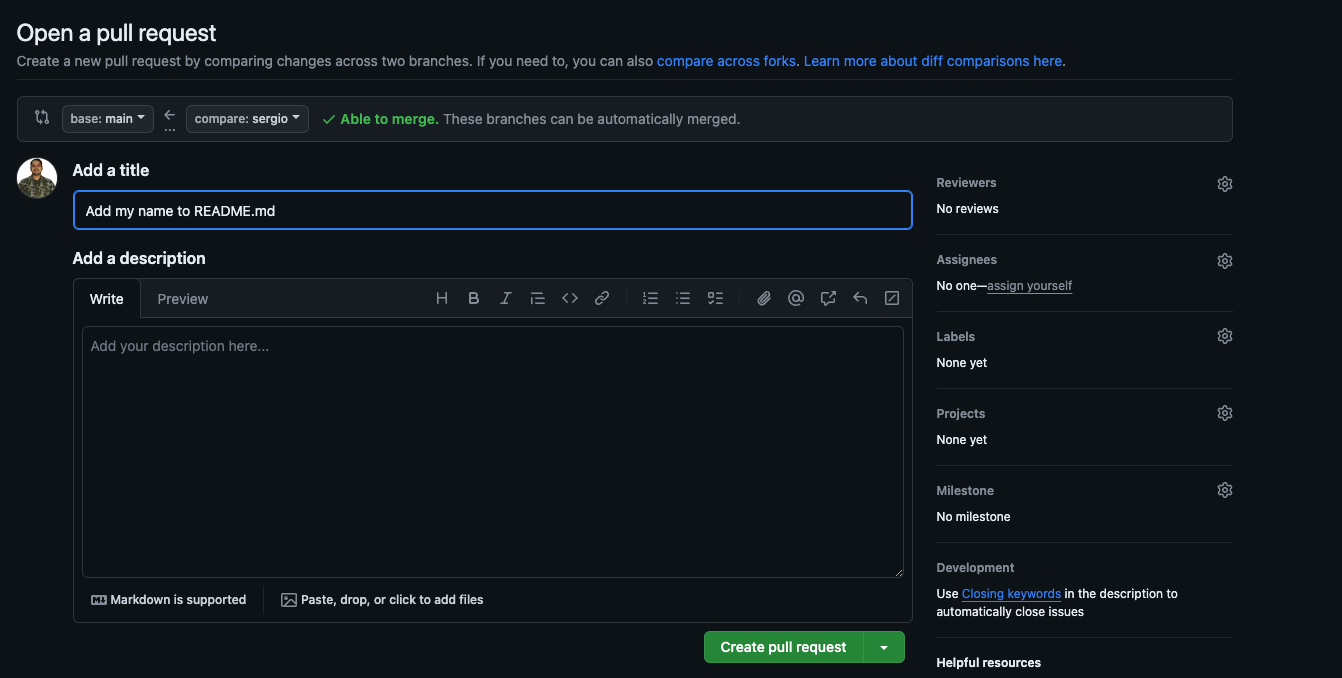 Open a pull request
Create a new pull request by comparing changes across two branches. If you need to, you can also compare across forks. Learn more about diff comparisons here.
base: main
...
compare: sergio
Able to merge. These branches can be automatically merged.
Add a title
Add my name to README.md
Add a description
Write
Preview
Add your description here...
Markdown is supported
Paste, drop, or click to add files
Create pull request
Reviewers
No reviews
Assignees
No one—assign yourself
Labels
None yet
Projects
None yet
Milestone
No milestone
Development
Use Closing keywords in the description to
automatically close issues
Helpful resources